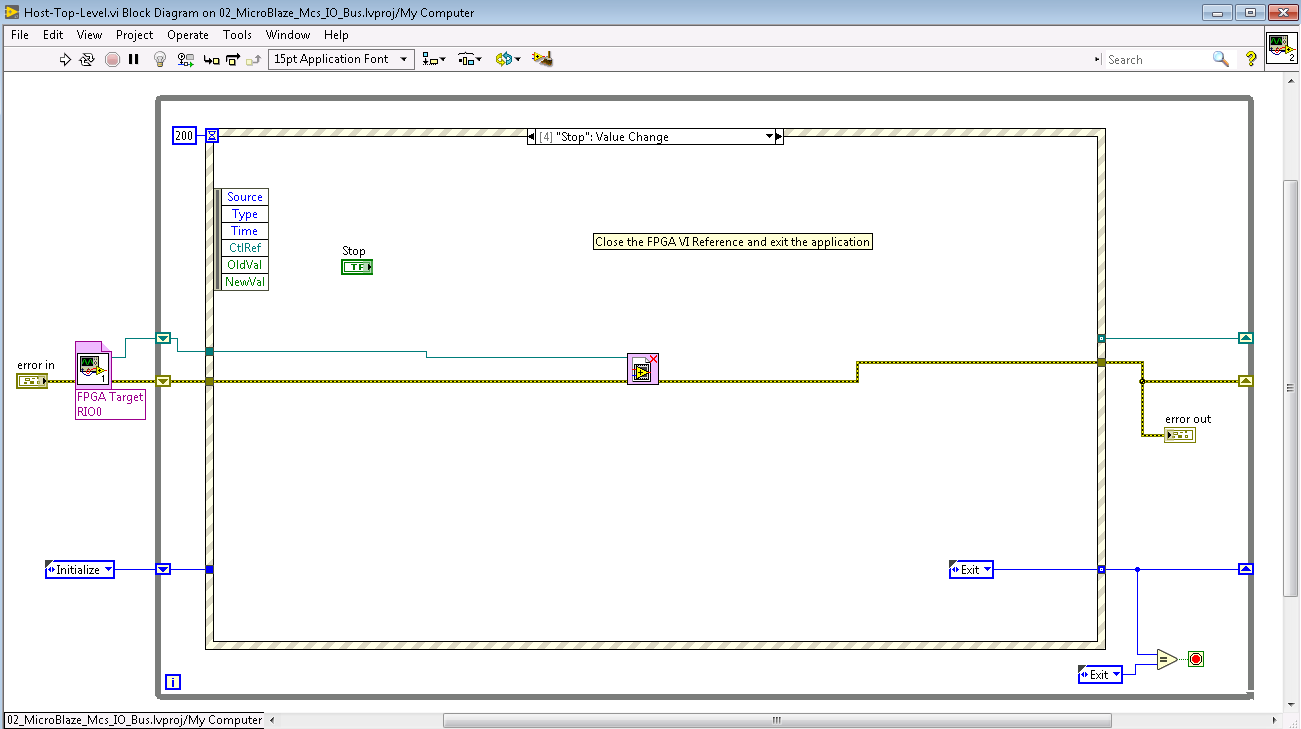 Host-Top-Level.vi Block Diagram on 02_MicroBlaze_Mcs_IO_Bus.lvproj/My Computer
File Edit View Project Operate Tools Window Help
15pt Application Font
Search
?
2
200
[4] "Stop": Value Change
Source
Type
Time
CtlRef
OldVal
NewVal
Stop
TF
Close the FPGA VI Reference and exit the application
error in
1
FPGA Target
RIO0
error out
Initialize
Exit
=
Exit
i
02_MicroBlaze_Mcs_IO_Bus.lvproj/My Computer